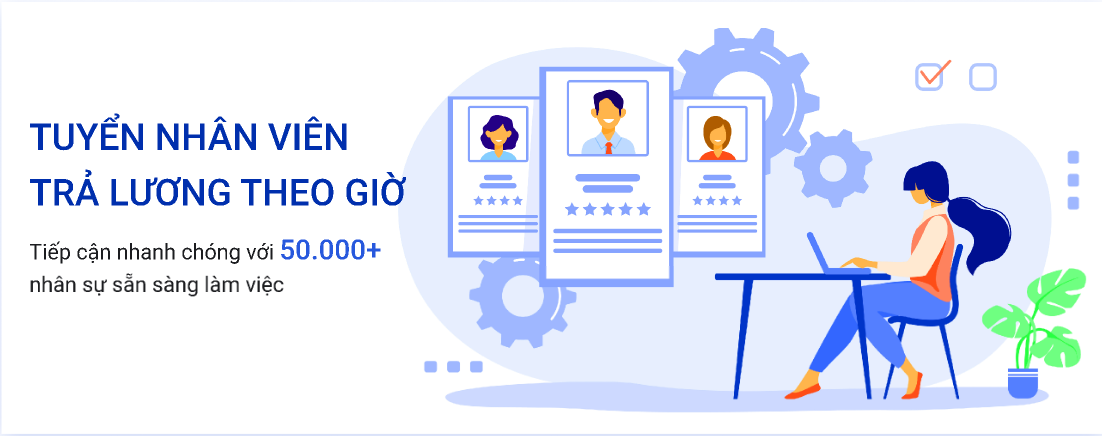 TUYỂN NHÂN VIÊN
TRẢ LƯƠNG THEO GIỜ
Tiếp cận nhanh chóng với 50.000+
nhân sự sẵn sàng làm việc